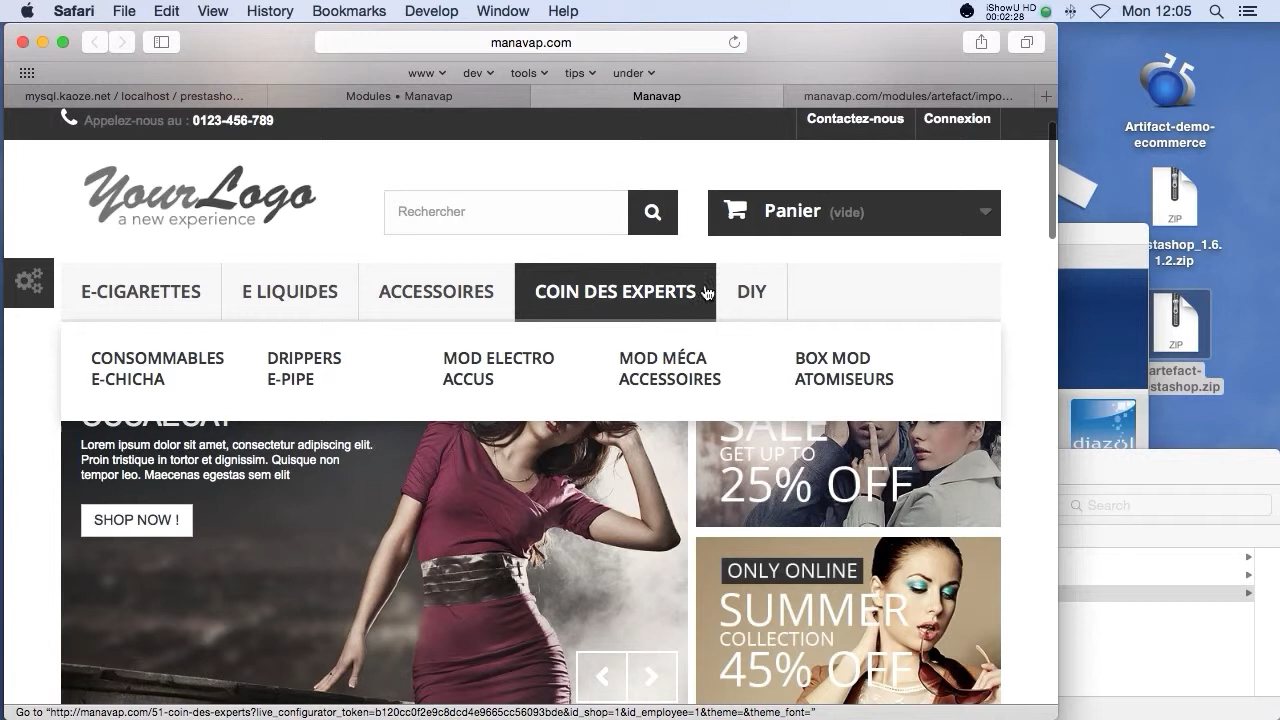 Safari File Edit View History Bookmarks Develop Window Help
iShowU HD
00:02:28
Mon 12:05
manavap.com
www dev tools tips under
mysql.kaoze.net / localhost / prestasho...
Modules • Manavap
Manavap
manavap.com/modules/artefact/impo...
Appelez-nous au : 0123-456-789
Contactez-nous
Connexion
YourLogo
a new experience
Rechercher
Panier (vide)
E-CIGARETTES
E LIQUIDES
ACCESSOIRES
COIN DES EXPERTS
DIY
CONSOMMABLES
DRIPPERS
MOD ELECTRO
MOD MÉCA
BOX MOD
E-CHICHA
E-PIPE
ACCUS
ACCESSOIRES
ATOMISEURS
Lorem ipsum dolor sit amet, consectetur adipiscing elit.
Proin tristique in tortor et dignissim. Quisque non
tempor leo. Maecenas egestas sem elit
SHOP NOW !
SALE
GET UP TO
25% OFF
ONLY ONLINE
SUMMER
COLLECTION
45% OFF
Artifact-demo-
ecommerce
ZIP
stashop_1.6.
1.2.zip
ZIP
artefact-
stashop.zip
diazol
Search
Go to “http://manavap.com/51-coin-des-experts?live_configurator_token=b120cc0f2e9c8dcd4e9665cc56093bde&id_shop=1&id_employee=1&theme=&theme_font=”